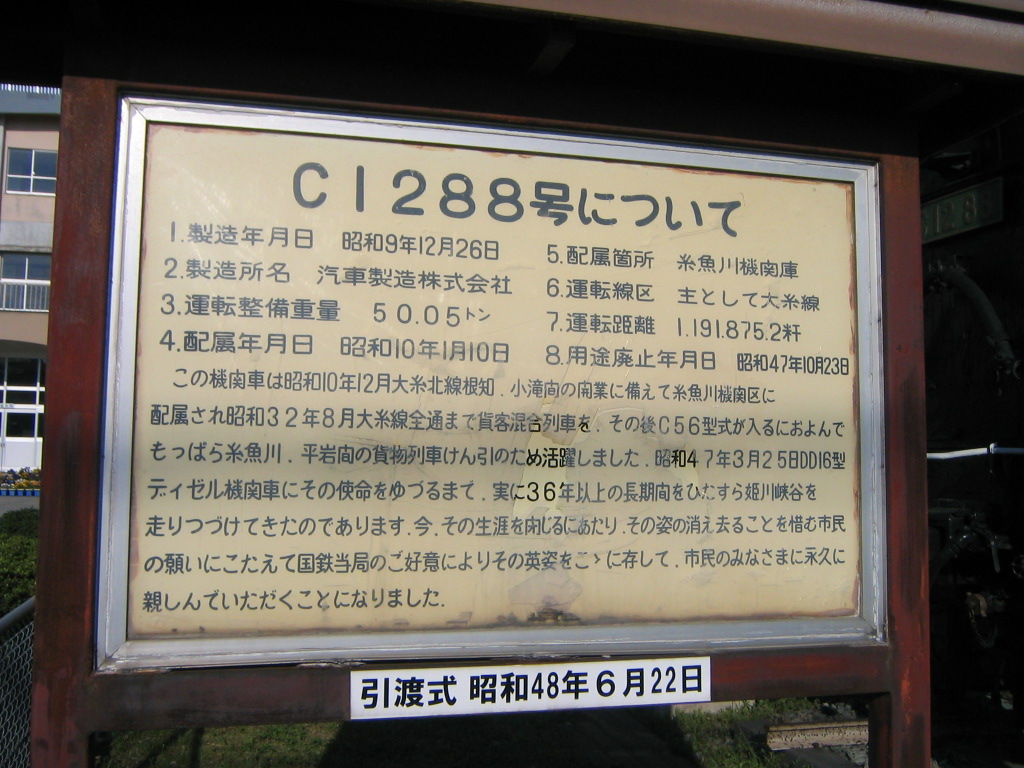 C1288号について
1.製造年月日 昭和9年12月26日
2.製造所名 汽車製造株式会社
3.運転整備重量 50.05トン
4.配属年月日 昭和10年1月10日
5.配属箇所 糸魚川機関庫
6.運転線区 主として大糸線
7.運転距離 1.191.875.2粁
8.用途廃止年月日 昭和47年10月23日
この機関車は昭和10年12月大糸北線根知.小滝間の開業に備えて糸魚川機関区に
配属され昭和32年8月大糸線全通まで貨客混合列車を.その後C56型式が入るにおよんで
もっぱら糸魚川.平岩間の貨物列車けん引のため活躍しました.昭和47年3月25日DD16型
ディゼル機関車にその使命をゆづるまで.実に36年以上の長期間をひたすら姫川峡谷を
走りつづけてきたのであります.今.その生涯を閉じるにあたり.その姿の消え去ることを惜む市民
の願いにこたえて国鉄当局のご好意によりその英姿をこゝに存して.市民のみなさまに永久に
親しんでいただくことになりました.
引渡式 昭和48年6月22日